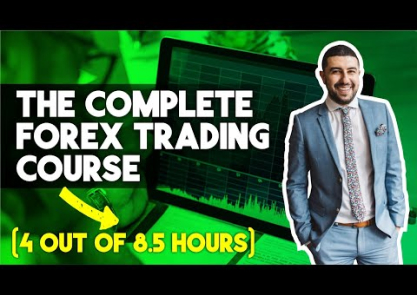 THE COMPLETE
FOREX TRADING
COURSE
(4 OUT OF 8.5 HOURS)